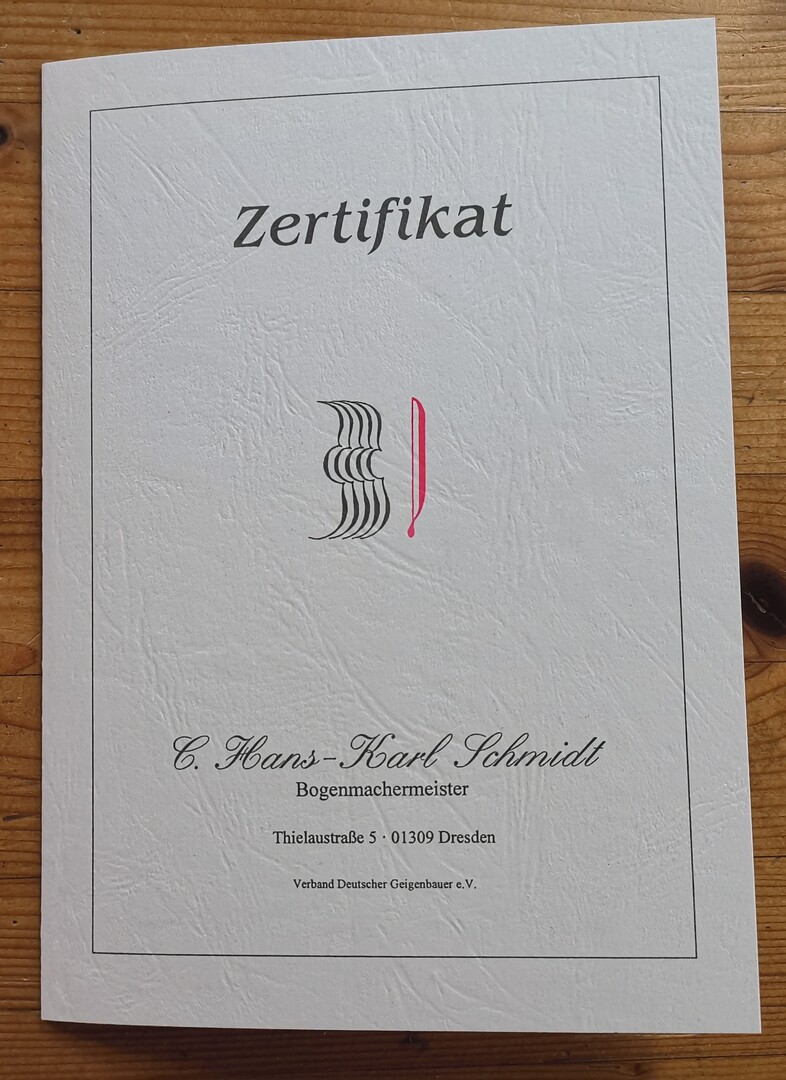 Zertifikat
C. Hans-Karl Schmidt
Bogenmachermeister
Thielaustraße 5 · 01309 Dresden
Verband Deutscher Geigenbauer e.V.